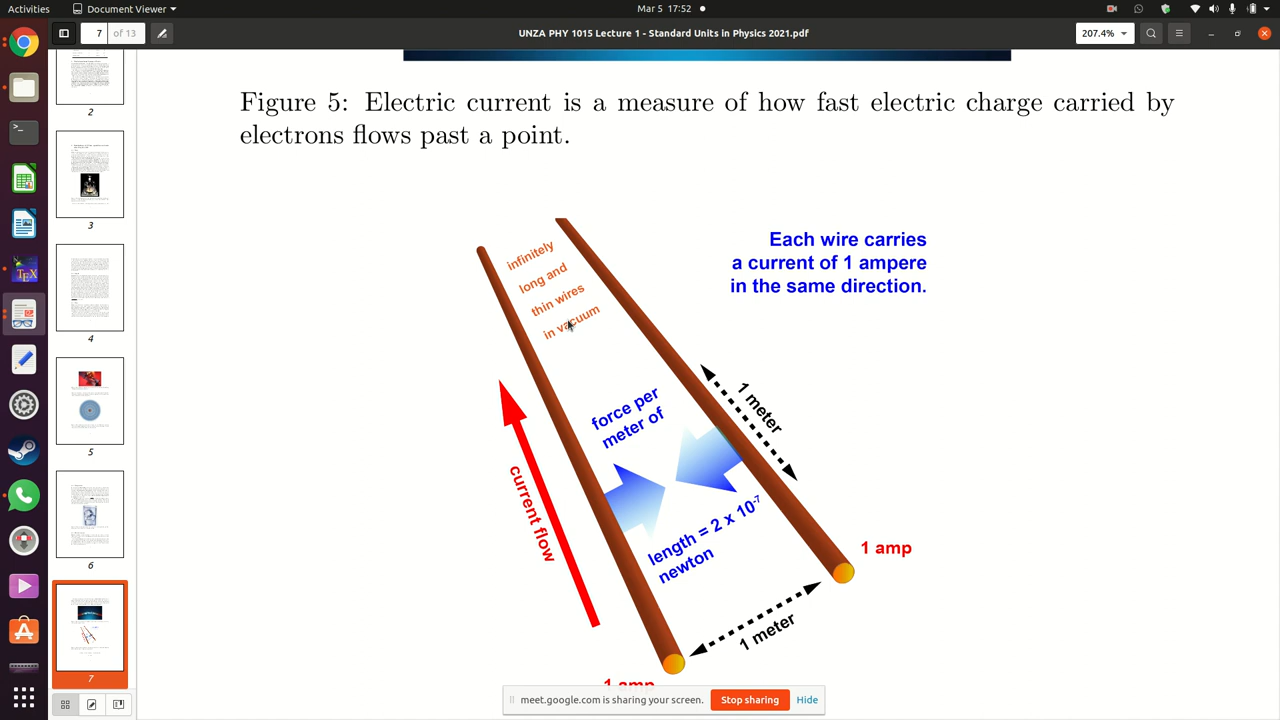 Activities
Document Viewer
Mar 5 17:52
7
of 13
UNZA PHY 1015 Lecture 1 - Standard Units in Physics 2021.pdf
207.4%
2
3
4
5
6
7
Figure 5: Electric current is a measure of how fast electric charge carried by
electrons flows past a point.
infinitely
long and
thin wires
in vacuum
Each wire carries
a current of 1 ampere
in the same direction.
force per
meter of
1 meter
current flow
length = 2 x 10-7
newton
1 amp
1 meter
1 amp
meet.google.com is sharing your screen.
Stop sharing
Hide